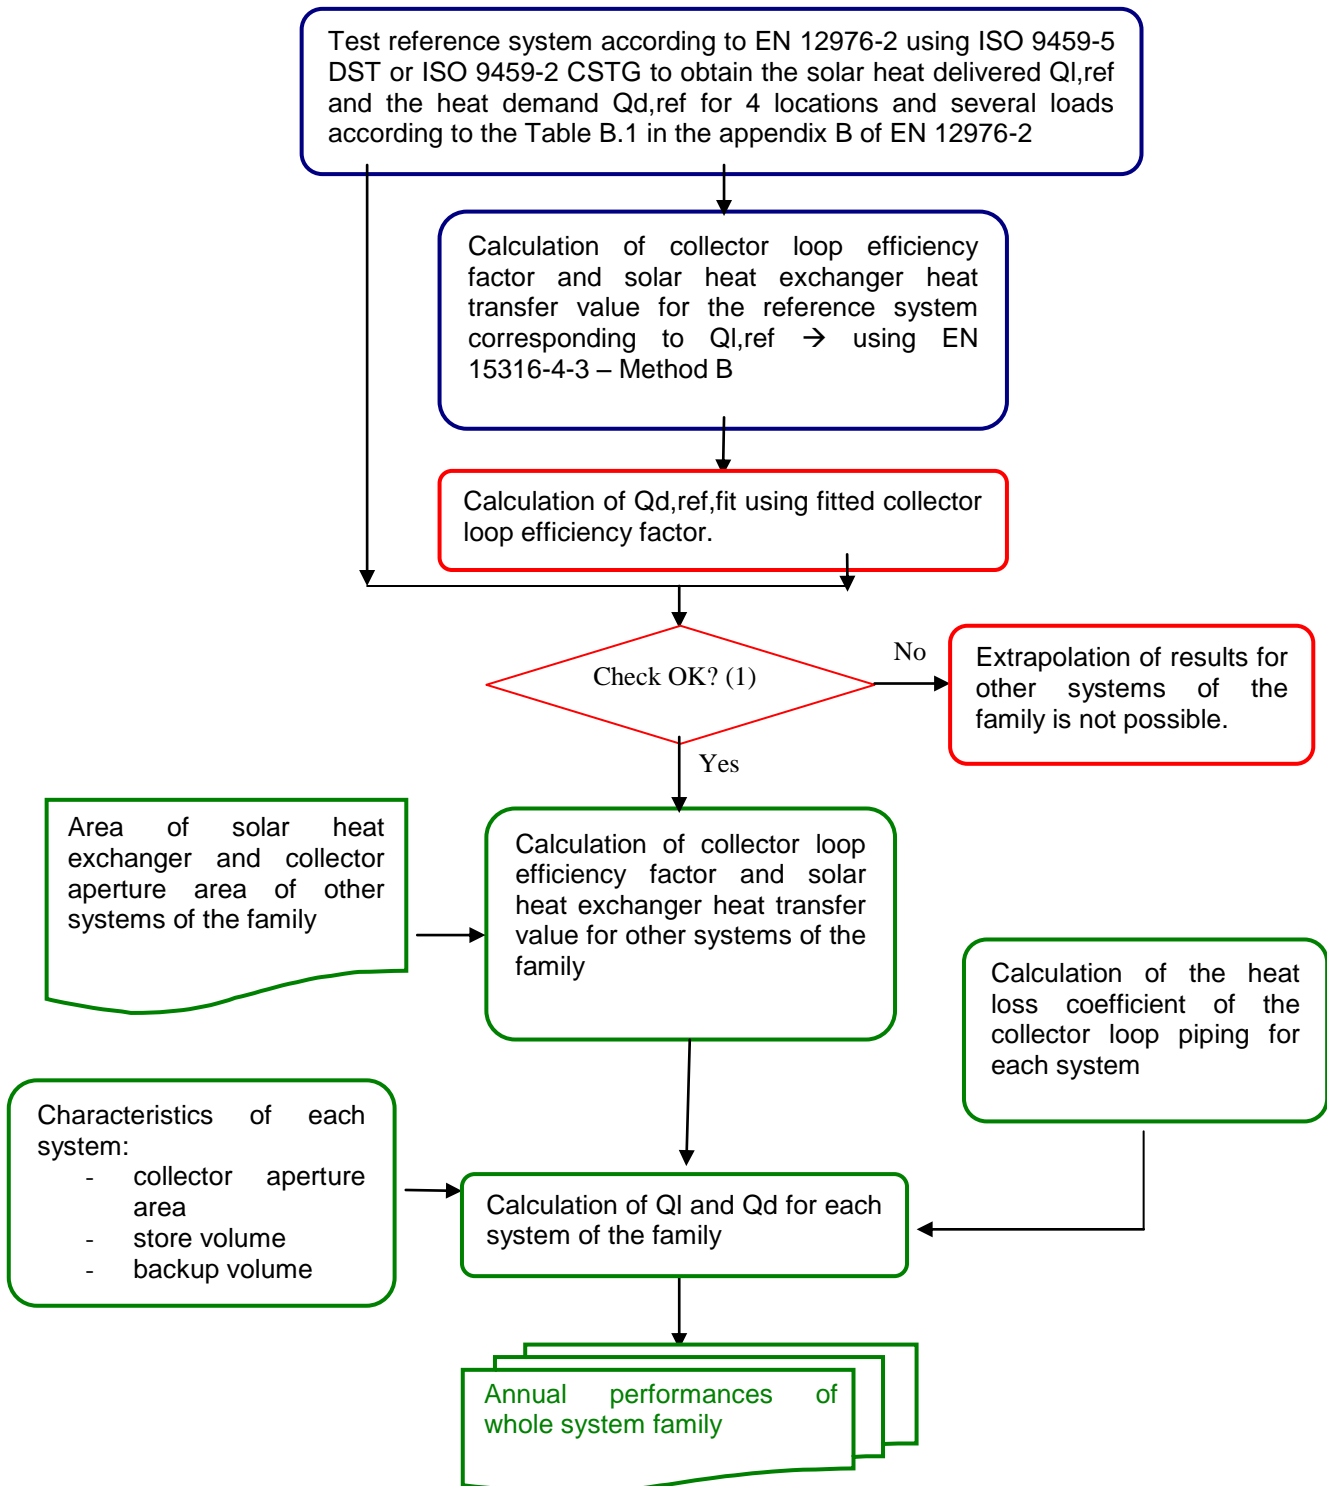 Test reference system according to EN 12976-2 using ISO 9459-5
DST or ISO 9459-2 CSTG to obtain the solar heat delivered Ql,ref
and the heat demand Qd,ref for 4 locations and several loads
according to the Table B.1 in the appendix B of EN 12976-2
Calculation of collector loop efficiency
factor and solar heat exchanger heat
transfer value for the reference system
corresponding to Ql,ref → using EN
15316-4-3 – Method B
Calculation of Qd,ref,fit using fitted collector
loop efficiency factor.
Check OK? (1)
No
Extrapolation of results for
other systems of the
family is not possible.
Yes
Area of solar heat
exchanger and collector
aperture area of other
systems of the family
Calculation of collector loop
efficiency factor and solar
heat exchanger heat transfer
value for other systems of the
family
Calculation of the heat
loss coefficient of the
collector loop piping for
each system
Characteristics of each
system:
- collector aperture
area
- store volume
- backup volume
Calculation of Ql and Qd for each
system of the family
Annual performances of
whole system family